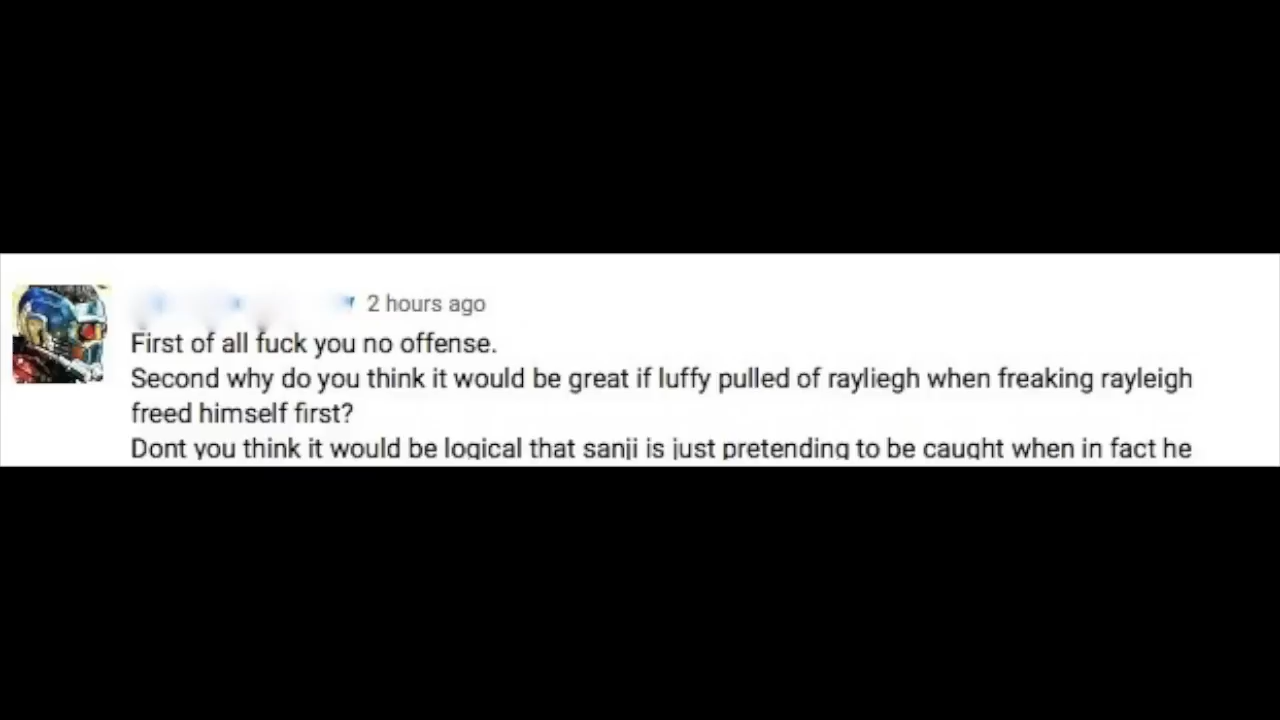 2 hours ago
First of all fuck you no offense.
Second why do you think it would be great if luffy pulled of rayliegh when freaking rayleigh
freed himself first?
Dont you think it would be logical that sanji is just pretending to be caught when in fact he